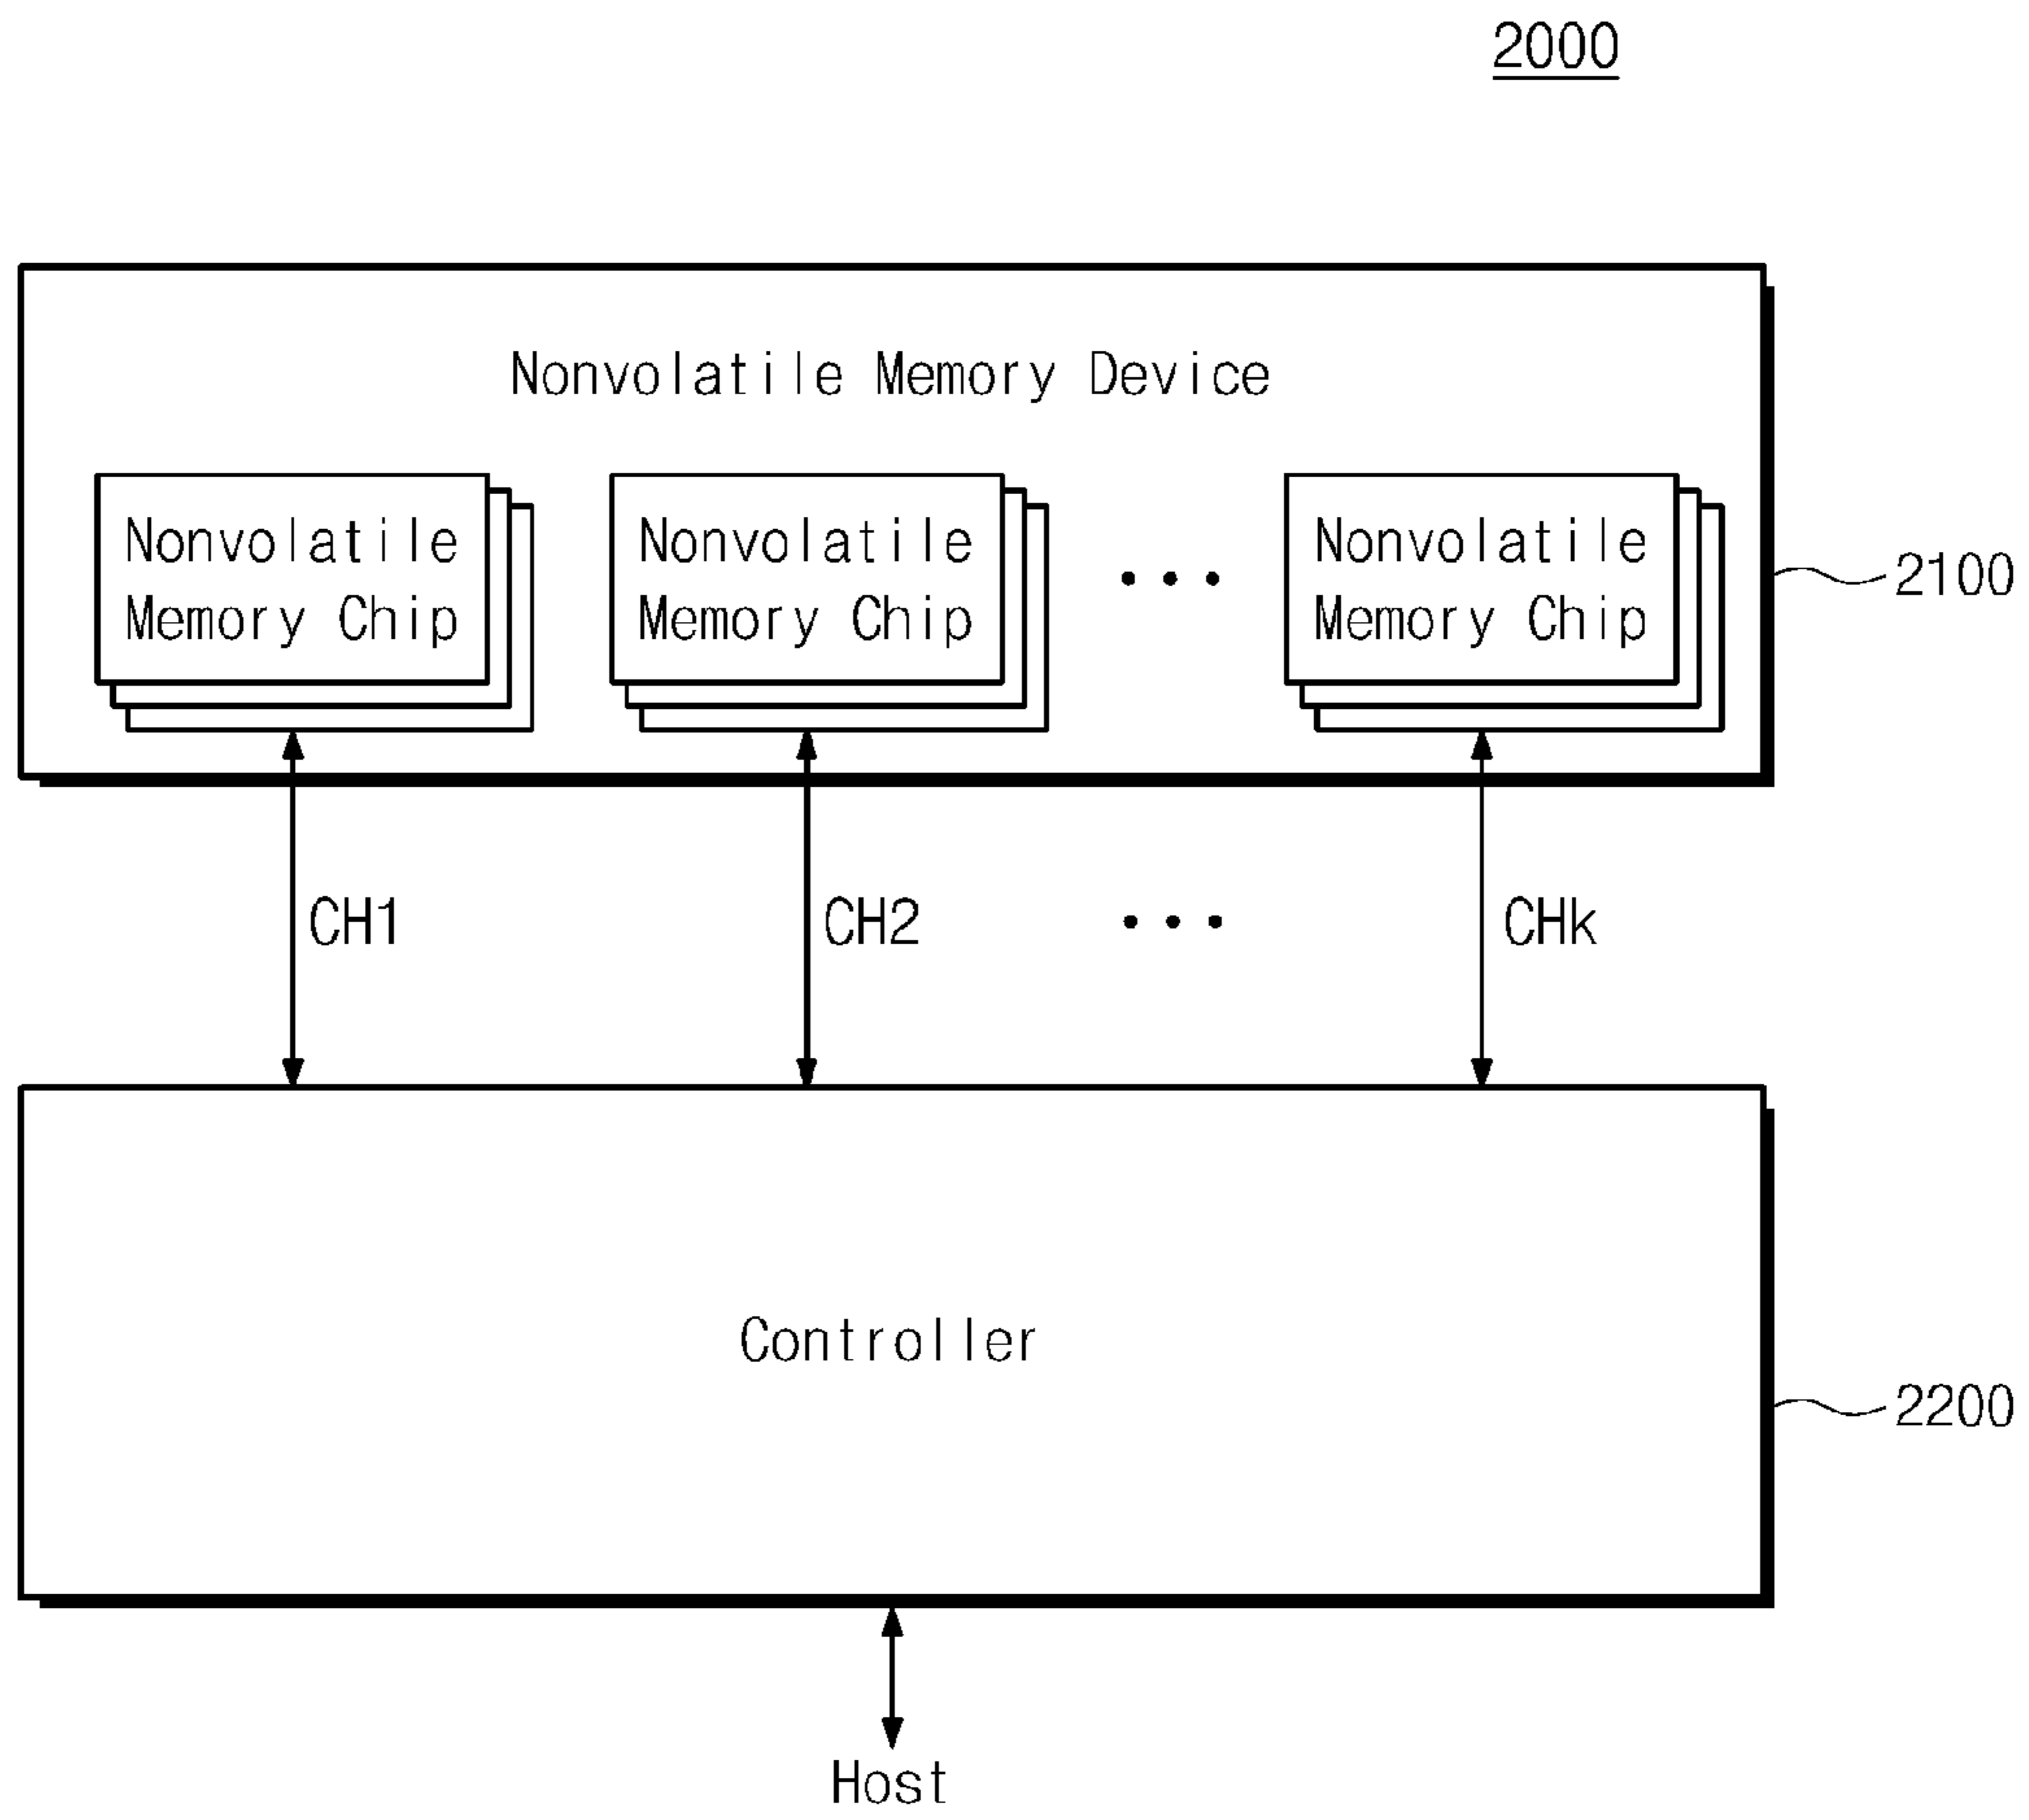 2000
Nonvolatile Memory Device
Nonvolatile
Memory Chip
Nonvolatile
Memory Chip
...
Nonvolatile
Memory Chip
2100
CH1
CH2
...
CHk
Controller
2200
Host